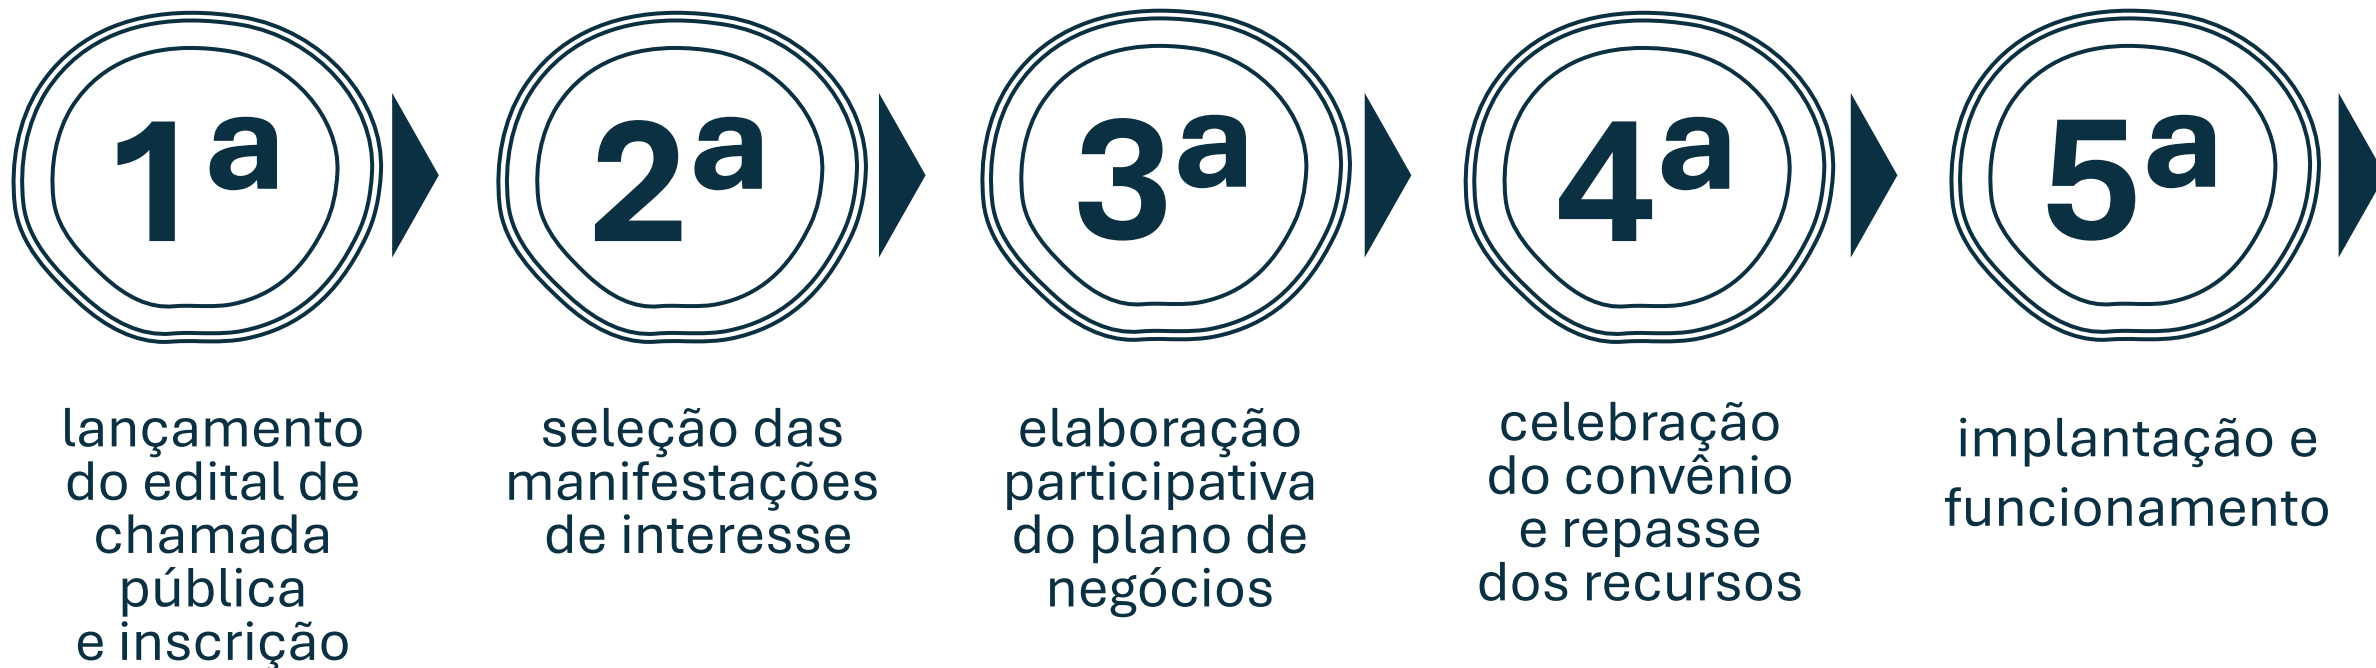 1ª
lançamento
do edital de
chamada
pública
e inscrição
2ª
seleção das
manifestações
de interesse
3ª
elaboração
participativa
do plano de
negócios
4ª
celebração
do convênio
e repasse
dos recursos
5ª
implantação e
funcionamento